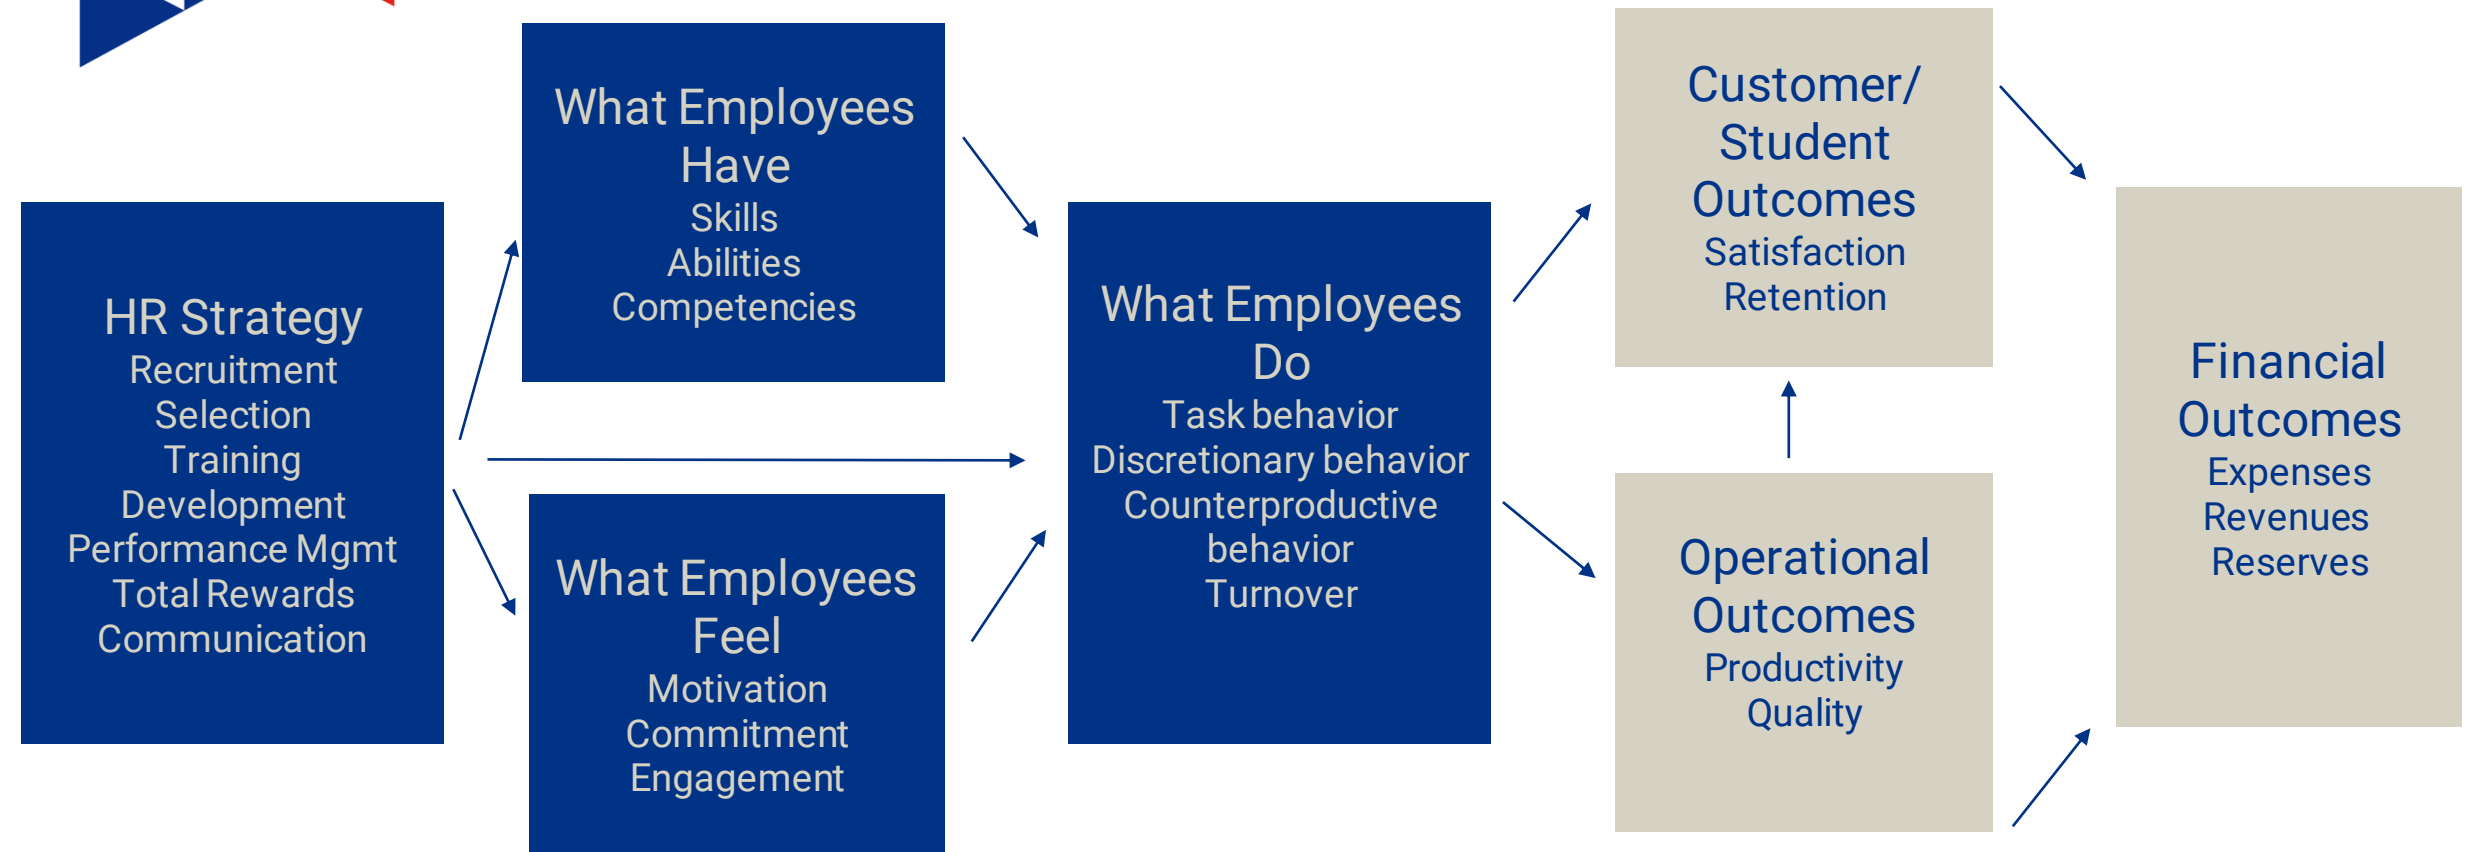 HR Strategy
Recruitment
Selection
Training
Development
Performance Mgmt
Total Rewards
Communication
What Employees
Have
Skills
Abilities
Competencies
What Employees
Feel
Motivation
Commitment
Engagement
What Employees
Do
Task behavior
Discretionary behavior
Counterproductive
behavior
Turnover
Customer/
Student
Outcomes
Satisfaction
Retention
Operational
Outcomes
Productivity
Quality
Financial
Outcomes
Expenses
Revenues
Reserves